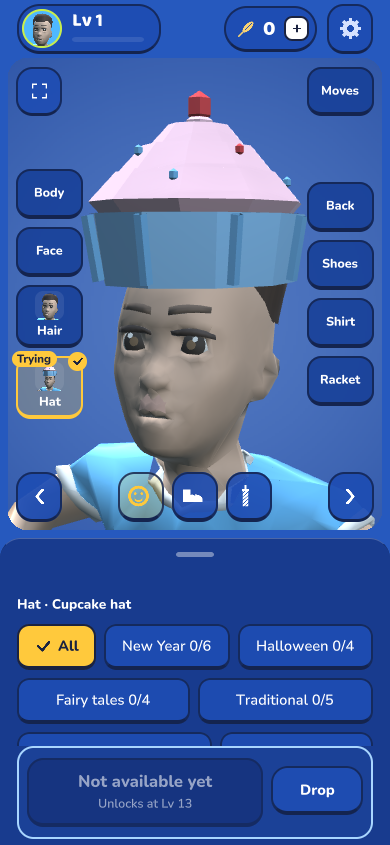 Lv 1
0
+
Moves
Body
Back
Face
Shoes
Hair
Shirt
Trying
Hat
Racket
Hat · Cupcake hat
All
New Year 0/6
Halloween 0/4
Fairy tales 0/4
Traditional 0/5
Not available yet
Unlocks at Lv 13
Drop